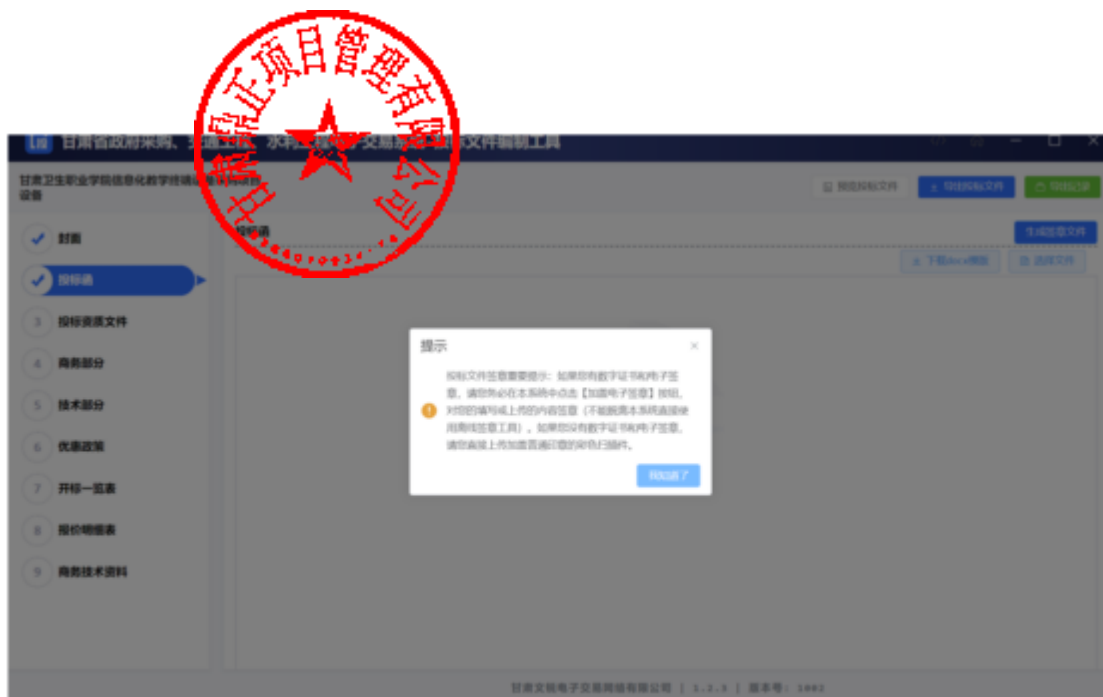 甘肃鼎正项目管理有限公司
甘肃省政府采购、交通工程、水利工程电子交易系统
标文件编制工具
甘肃卫生职业学院信息化教学终端
设备
预览投标文件
导出投标文件
导出记录
封面
投标函
生成签章文件
投标函
下载docx模版
选择文件
3 投标资质文件
4 商务部分
5 技术部分
6 优惠政策
7 开标一览表
8 报价明细表
9 商务技术资料
提示
投标文件签章重要提示：如果您有数字证书和电子签
章，请您务必在本系统中点击【加盖电子签章】按钮，
对您的填写或上传的内容签章（不能脱离本系统直接使
用离线签章工具）。如果您没有数字证书和电子签章，
请您直接上传加盖普通印章的彩色扫描件。
我知道了
甘肃文锐电子交易网络有限公司 | 1.2.3 | 版本号: 1002